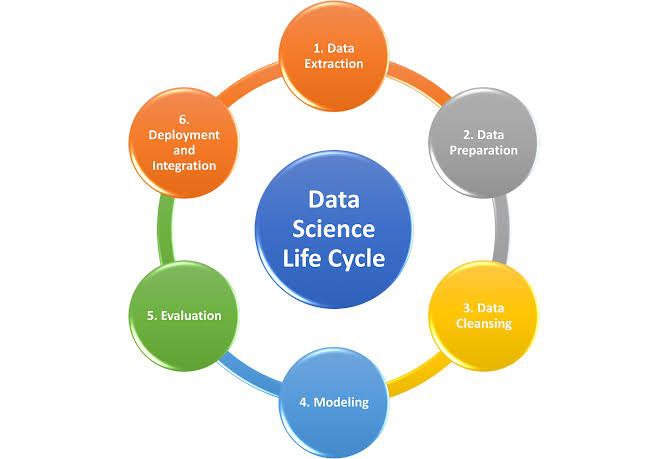 1. Data
Extraction
2. Data
Preparation
3. Data
Cleansing
4. Modeling
5. Evaluation
6.
Deployment
and
Integration
Data
Science
Life Cycle